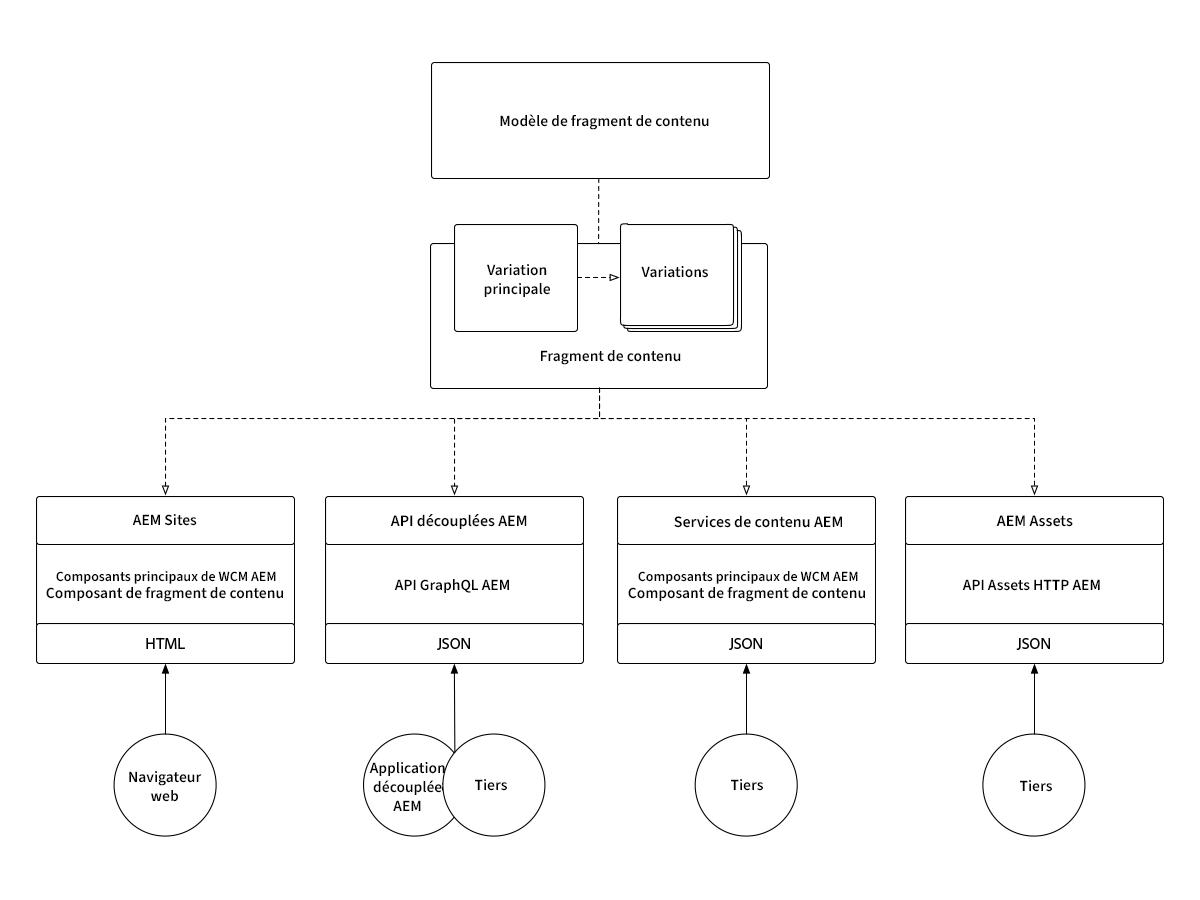 Modèle de fragment de contenu
Variation
principale
Variations
Fragment de contenu
AEM Sites
Composants principaux de WCM AEM
Composant de fragment de contenu
HTML
API découplées AEM
API GraphQL AEM
JSON
Services de contenu AEM
Composants principaux de WCM AEM
Composant de fragment de contenu
JSON
AEM Assets
API Assets HTTP AEM
JSON
Navigateur
web
Application
découplée
AEM
Tiers
Tiers
Tiers